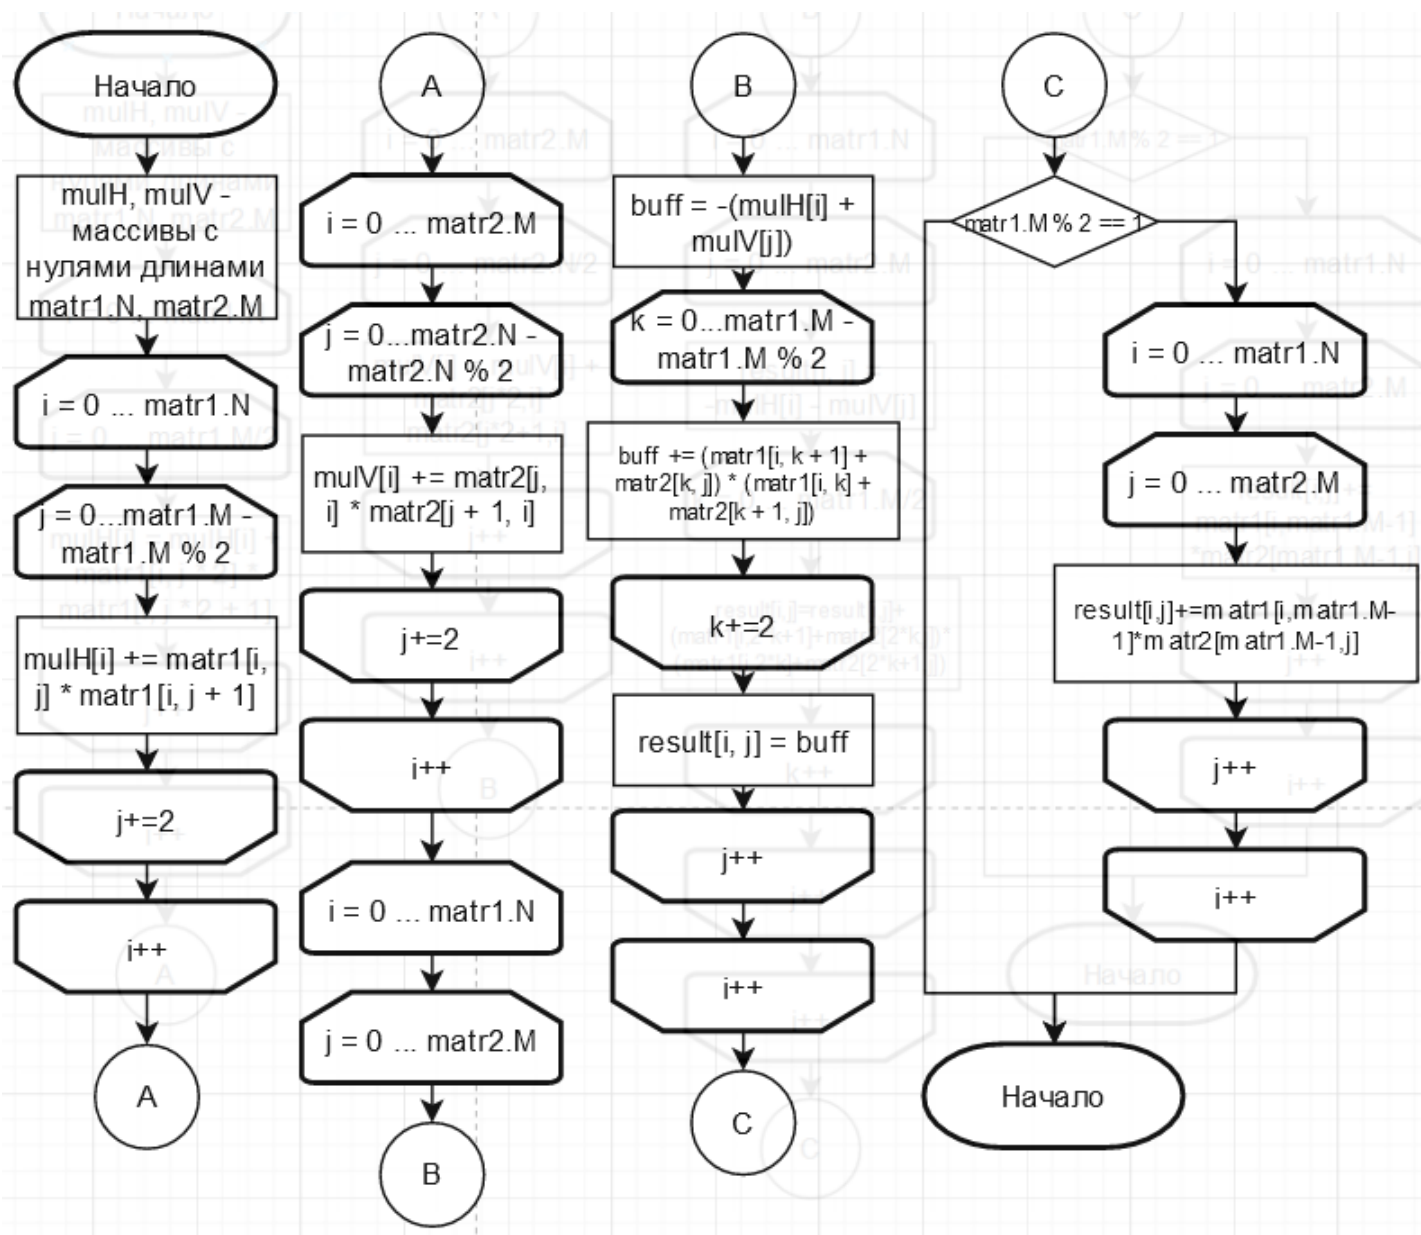 Начало
mulH, mulV -
массивы с
нулями длинами
matr1.N, matr2.M
i = 0 ... matr1.N
j = 0...matr1.M -
matr1.M % 2
mulH[i] += matr1[i,
j] * matr1[i, j + 1]
j+=2
i++
A
A
i = 0 ... matr2.M
j = 0...matr2.N -
matr2.N % 2
mulV[i] += matr2[j,
i] * matr2[j + 1, i]
j+=2
i++
i = 0 ... matr1.N
j = 0 ... matr2.M
B
B
buff = -(mulH[i] +
mulV[j])
k = 0...matr1.M -
matr1.M % 2
buff += (matr1[i, k + 1] +
matr2[k, j]) * (matr1[i, k] +
matr2[k + 1, j])
k+=2
result[i, j] = buff
j++
i++
C
C
matr1.M % 2 == 1
i = 0 ... matr1.N
j = 0 ... matr2.M
result[i,j]+=matr1[i,matr1.M-
1]*matr2[matr1.M-1,j]
j++
i++
Начало